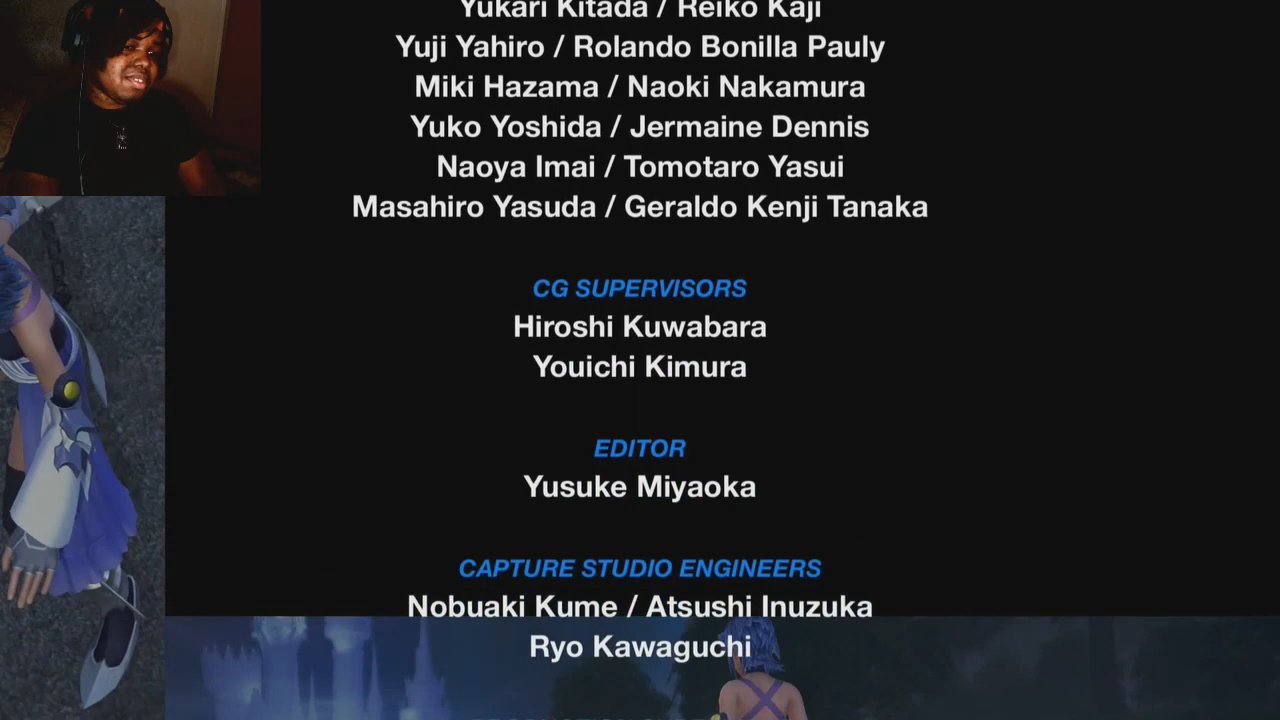 Yukari Kitada / Reiko Kaji
Yuji Yahiro / Rolando Bonilla Pauly
Miki Hazama / Naoki Nakamura
Yuko Yoshida / Jermaine Dennis
Naoya Imai / Tomotaro Yasui
Masahiro Yasuda / Geraldo Kenji Tanaka
CG SUPERVISORS
Hiroshi Kuwabara
Youichi Kimura
EDITOR
Yusuke Miyaoka
CAPTURE STUDIO ENGINEERS
Nobuaki Kume / Atsushi Inuzuka
Ryo Kawaguchi